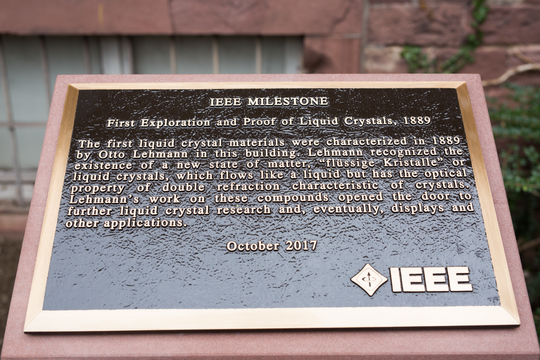 IEEE MILESTONE
First Exploration and Proof of Liquid Crystals, 1889
The first liquid crystal materials were characterized in 1889
by Otto Lehmann in this building. Lehmann recognized the
existence of a new state of matter, "flüssige Kristalle" or
liquid crystals, which flows like a liquid but has the optical
property of double refraction characteristic of crystals.
Lehmann's work on these compounds opened the door to
further liquid crystal research and, eventually, displays and
other applications.
October 2017
IEEE